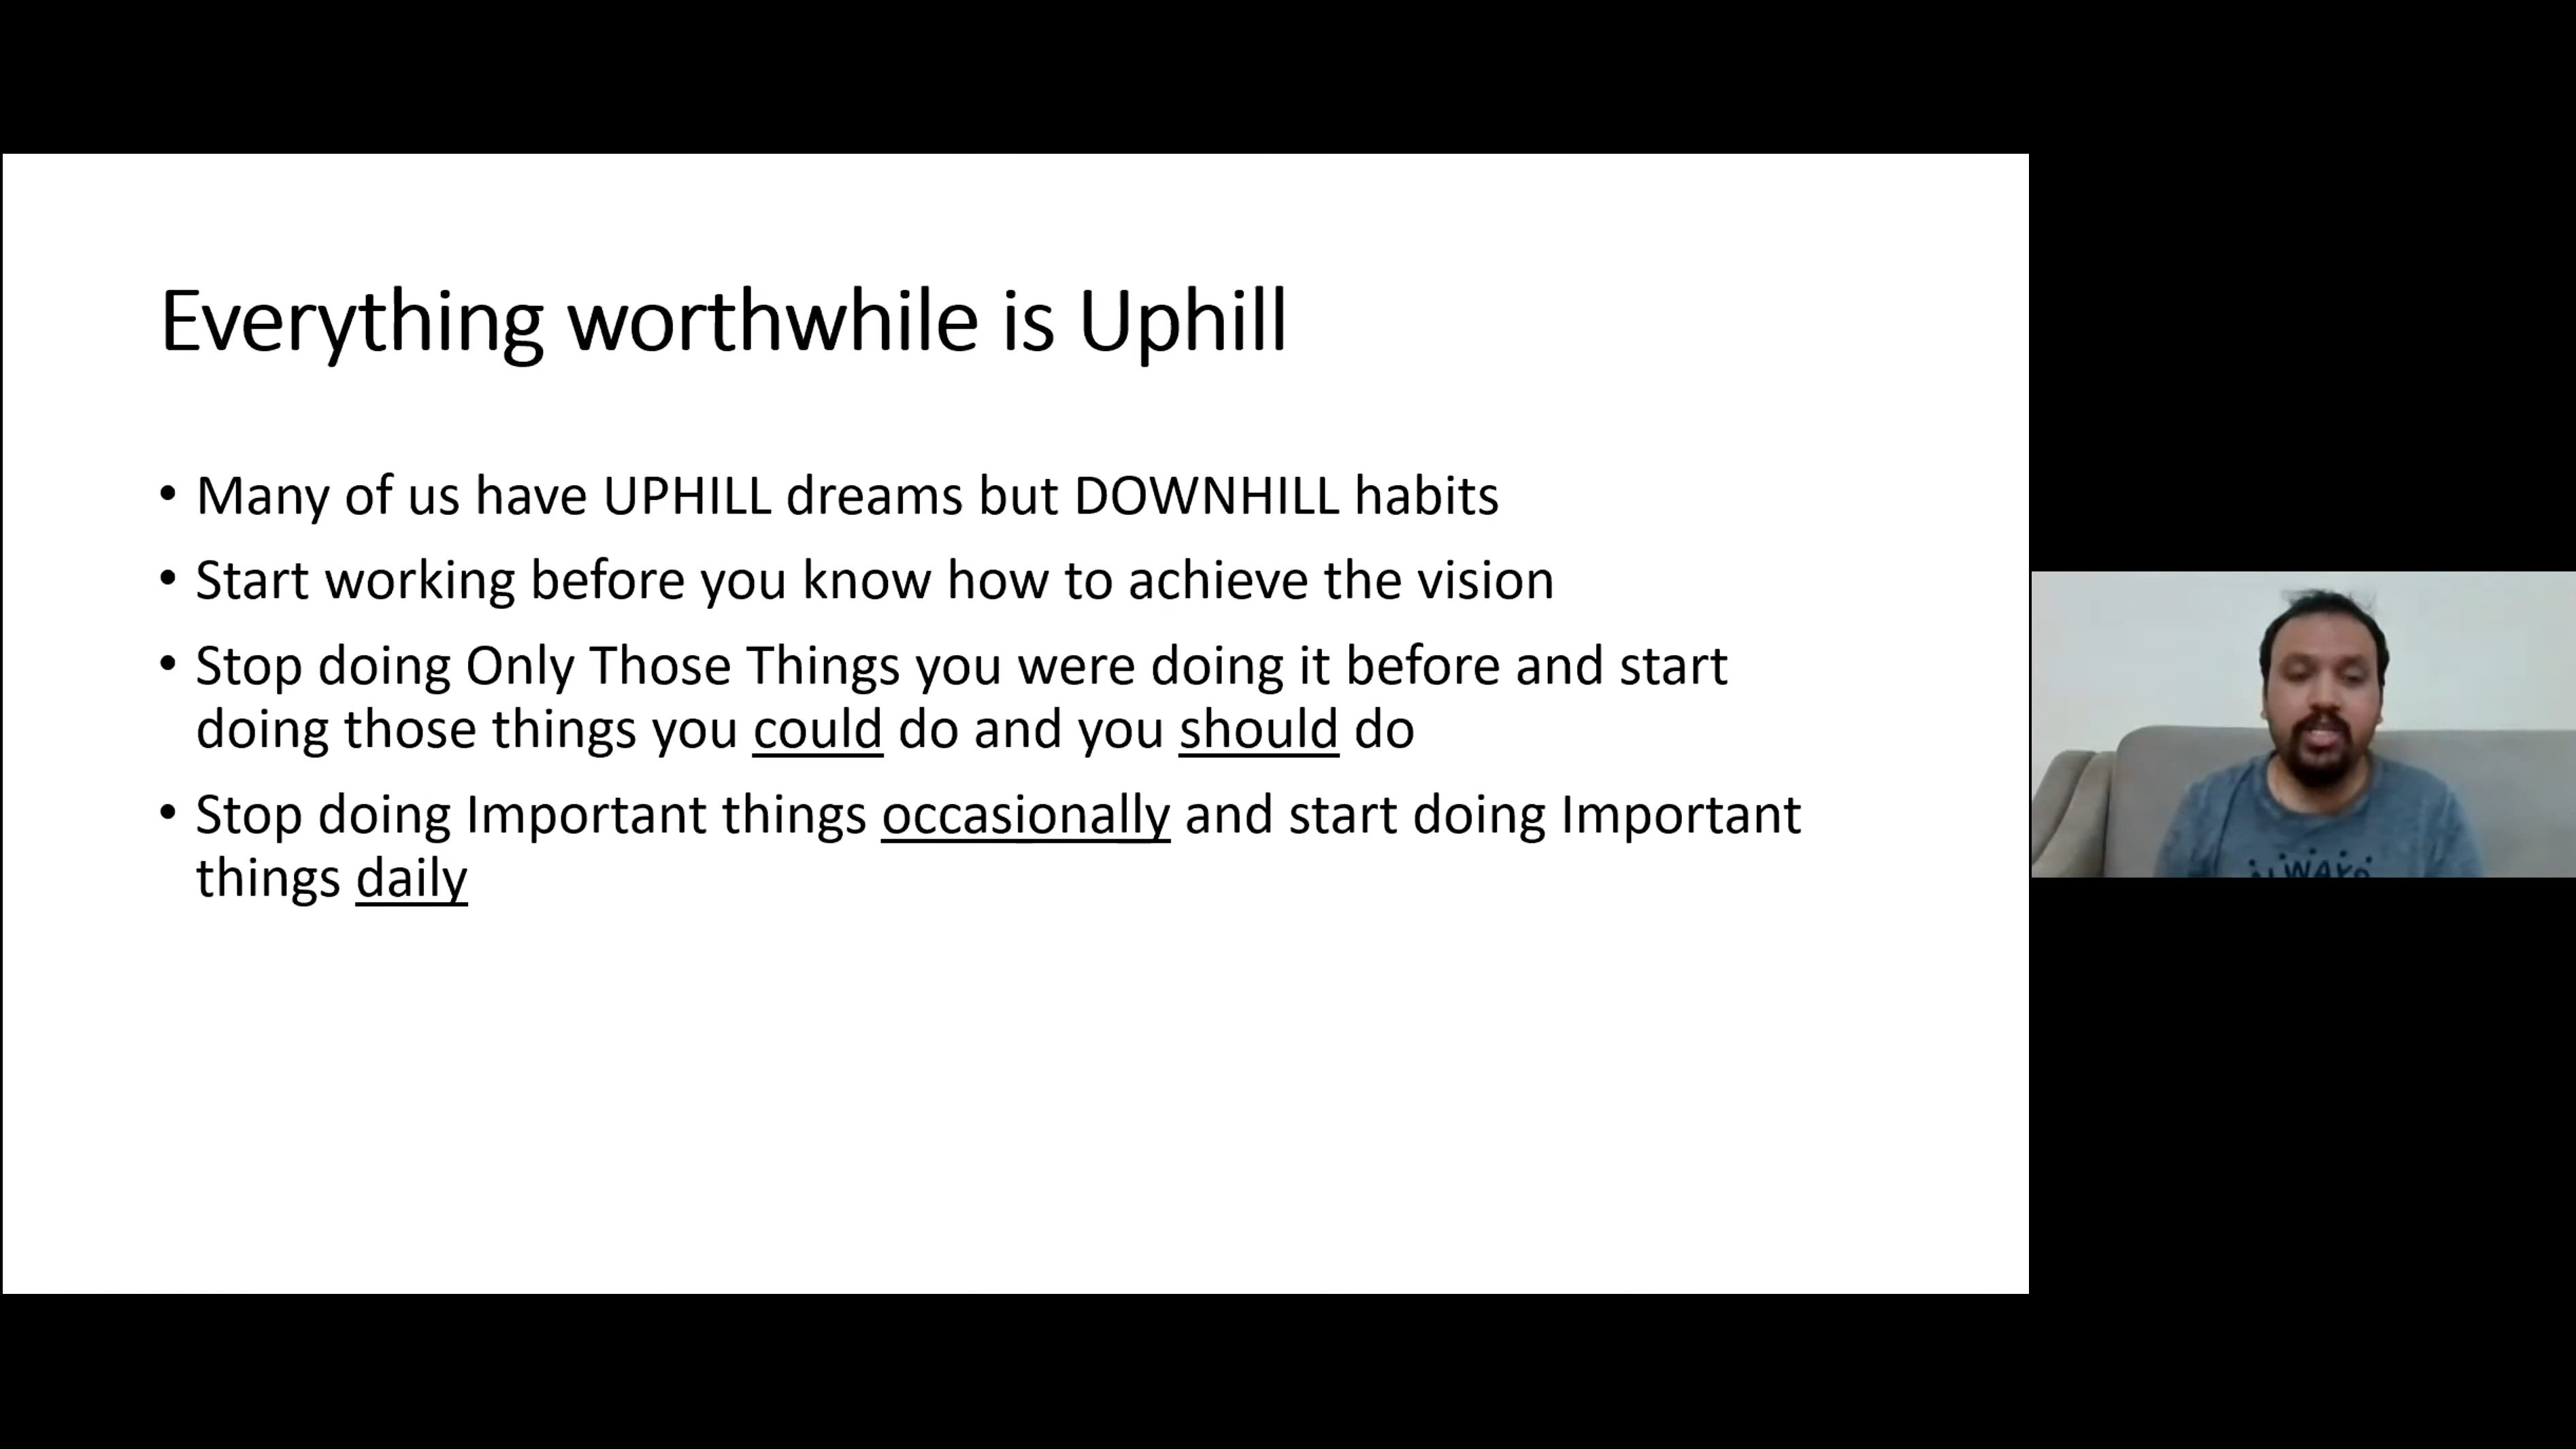 Everything worthwhile is Uphill
• Many of us have UPHILL dreams but DOWNHILL habits
• Start working before you know how to achieve the vision
• Stop doing Only Those Things you were doing it before and start
doing those things you could do and you should do
• Stop doing Important things occasionally and start doing Important
things daily
ALWAYS